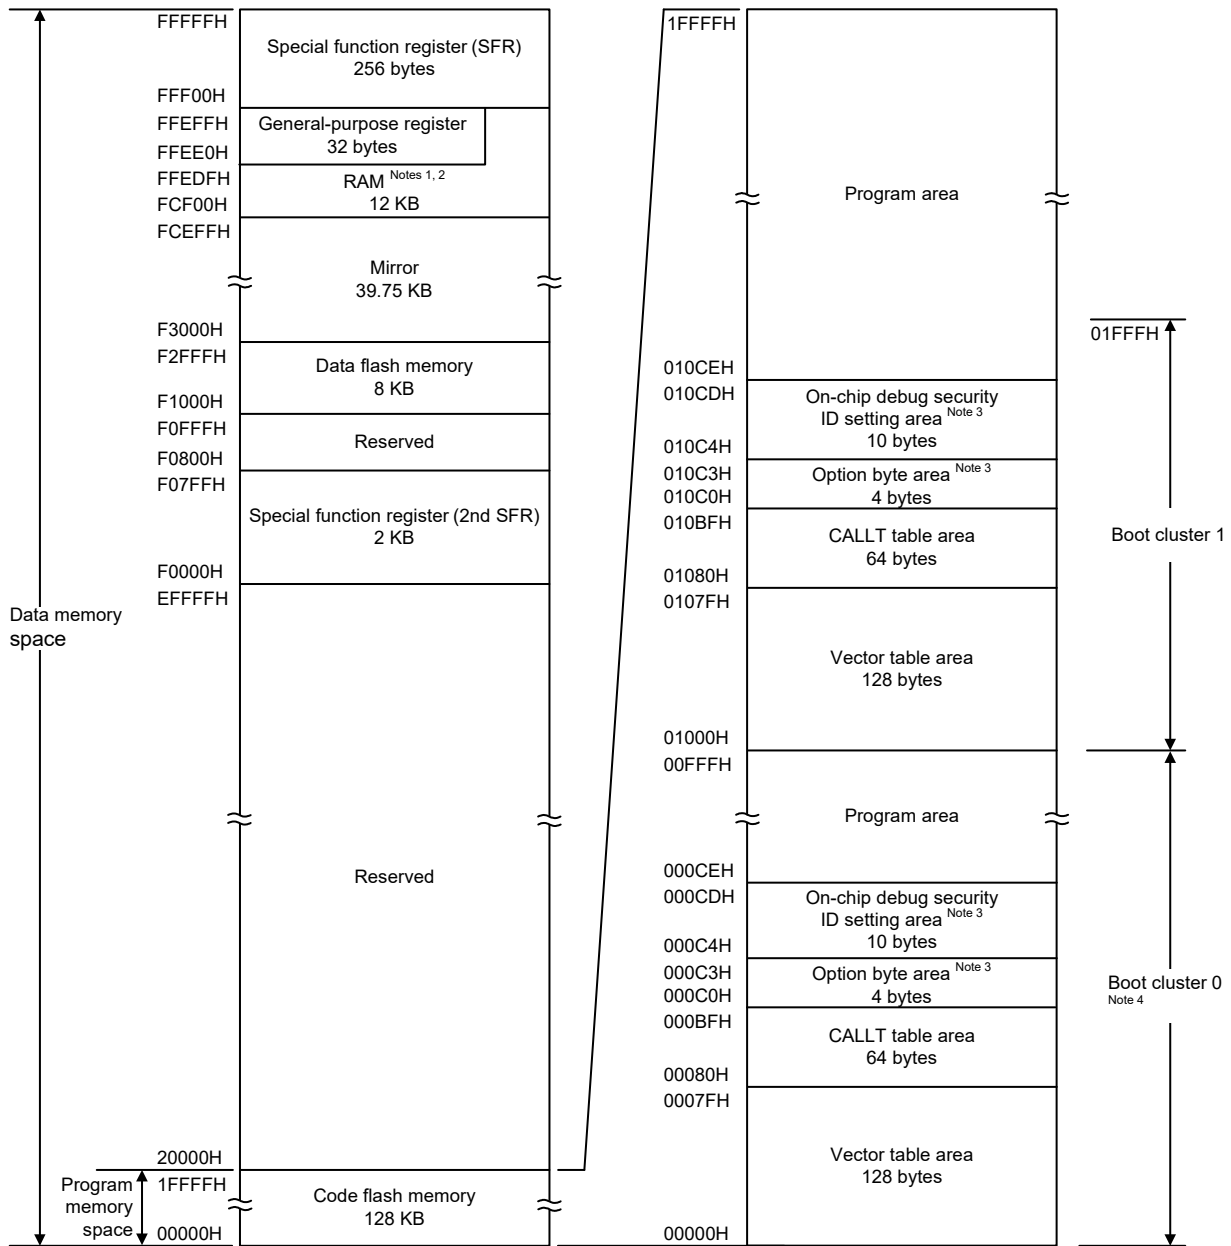 FFFFFH
Special function register (SFR)
256 bytes
FFF00H
FFEFFH
General-purpose register
32 bytes
FFEE0H
FFEDFH
RAM Notes 1, 2
12 KB
FCF00H
FCEFFH
Mirror
39.75 KB
F3000H
F2FFFH
Data flash memory
8 KB
F1000H
F0FFFH
Reserved
F0800H
F07FFH
Special function register (2nd SFR)
2 KB
F0000H
EFFFFH
Data memory
space
Reserved
20000H
Program
memory
space
1FFFFH
Code flash memory
128 KB
00000H
1FFFFH
Program area
01FFFH
010CEH
010CDH
On-chip debug security
ID setting area Note 3
10 bytes
010C4H
010C3H
Option byte area Note 3
4 bytes
010C0H
010BFH
CALLT table area
64 bytes
Boot cluster 1
01080H
0107FH
Vector table area
128 bytes
01000H
00FFFH
Program area
000CEH
000CDH
On-chip debug security
ID setting area Note 3
10 bytes
000C4H
000C3H
Option byte area Note 3
4 bytes
000C0H
Boot cluster 0
Note 4
000BFH
CALLT table area
64 bytes
00080H
0007FH
Vector table area
128 bytes
00000H